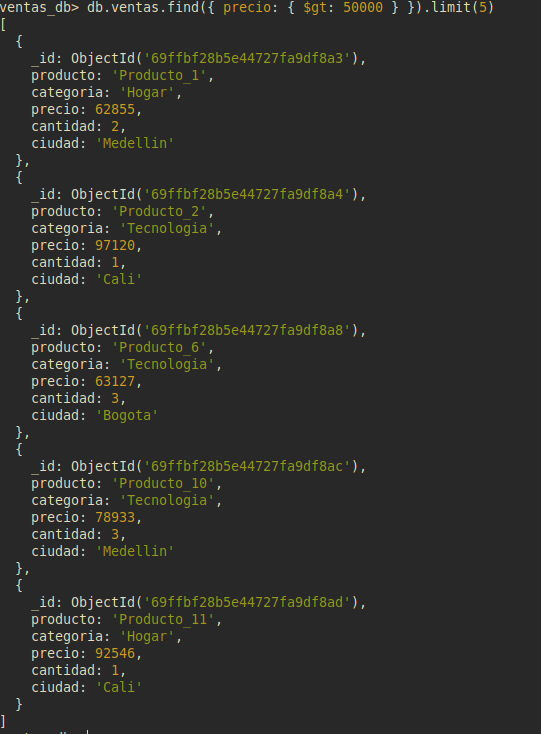 ventas_db> db.ventas.find({ precio: { $gt: 50000 } }).limit(5)
[
  {
    _id: ObjectId('69ffbf28b5e44727fa9df8a3'),
    producto: 'Producto_1',
    categoria: 'Hogar',
    precio: 62855,
    cantidad: 2,
    ciudad: 'Medellin'
  },
  {
    _id: ObjectId('69ffbf28b5e44727fa9df8a4'),
    producto: 'Producto_2',
    categoria: 'Tecnologia',
    precio: 97120,
    cantidad: 1,
    ciudad: 'Cali'
  },
  {
    _id: ObjectId('69ffbf28b5e44727fa9df8a8'),
    producto: 'Producto_6',
    categoria: 'Tecnologia',
    precio: 63127,
    cantidad: 3,
    ciudad: 'Bogota'
  },
  {
    _id: ObjectId('69ffbf28b5e44727fa9df8ac'),
    producto: 'Producto_10',
    categoria: 'Tecnologia',
    precio: 78933,
    cantidad: 3,
    ciudad: 'Medellin'
  },
  {
    _id: ObjectId('69ffbf28b5e44727fa9df8ad'),
    producto: 'Producto_11',
    categoria: 'Hogar',
    precio: 92546,
    cantidad: 1,
    ciudad: 'Cali'
  }
]